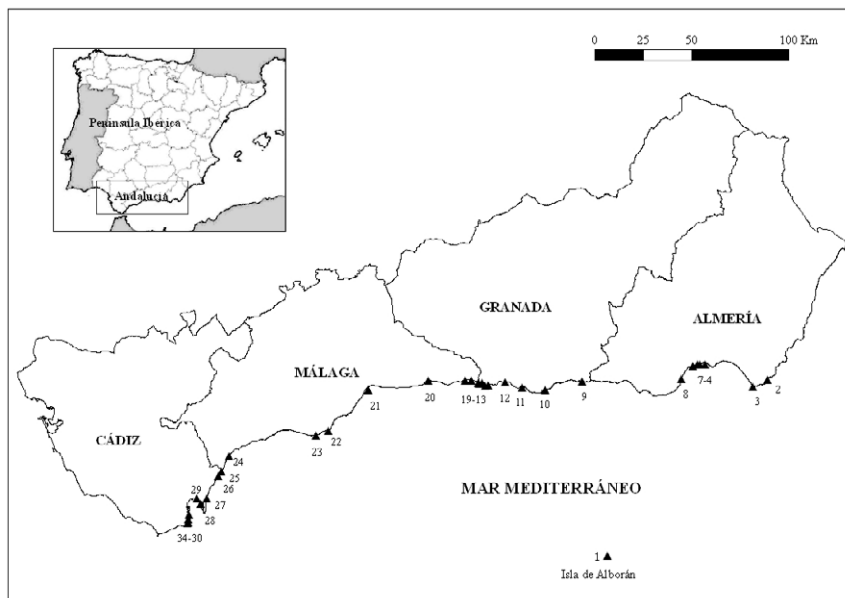 0 25 50 100 Km
Península Ibérica
Andalucía
GRANADA
ALMERÍA
MÁLAGA
CÁDIZ
MAR MEDITERRÁNEO
2
3
7-4
8
9
10
11
12
19-13
20
21
22
23
24
25
26
27
28
29
34-30
1
Isla de Alborán